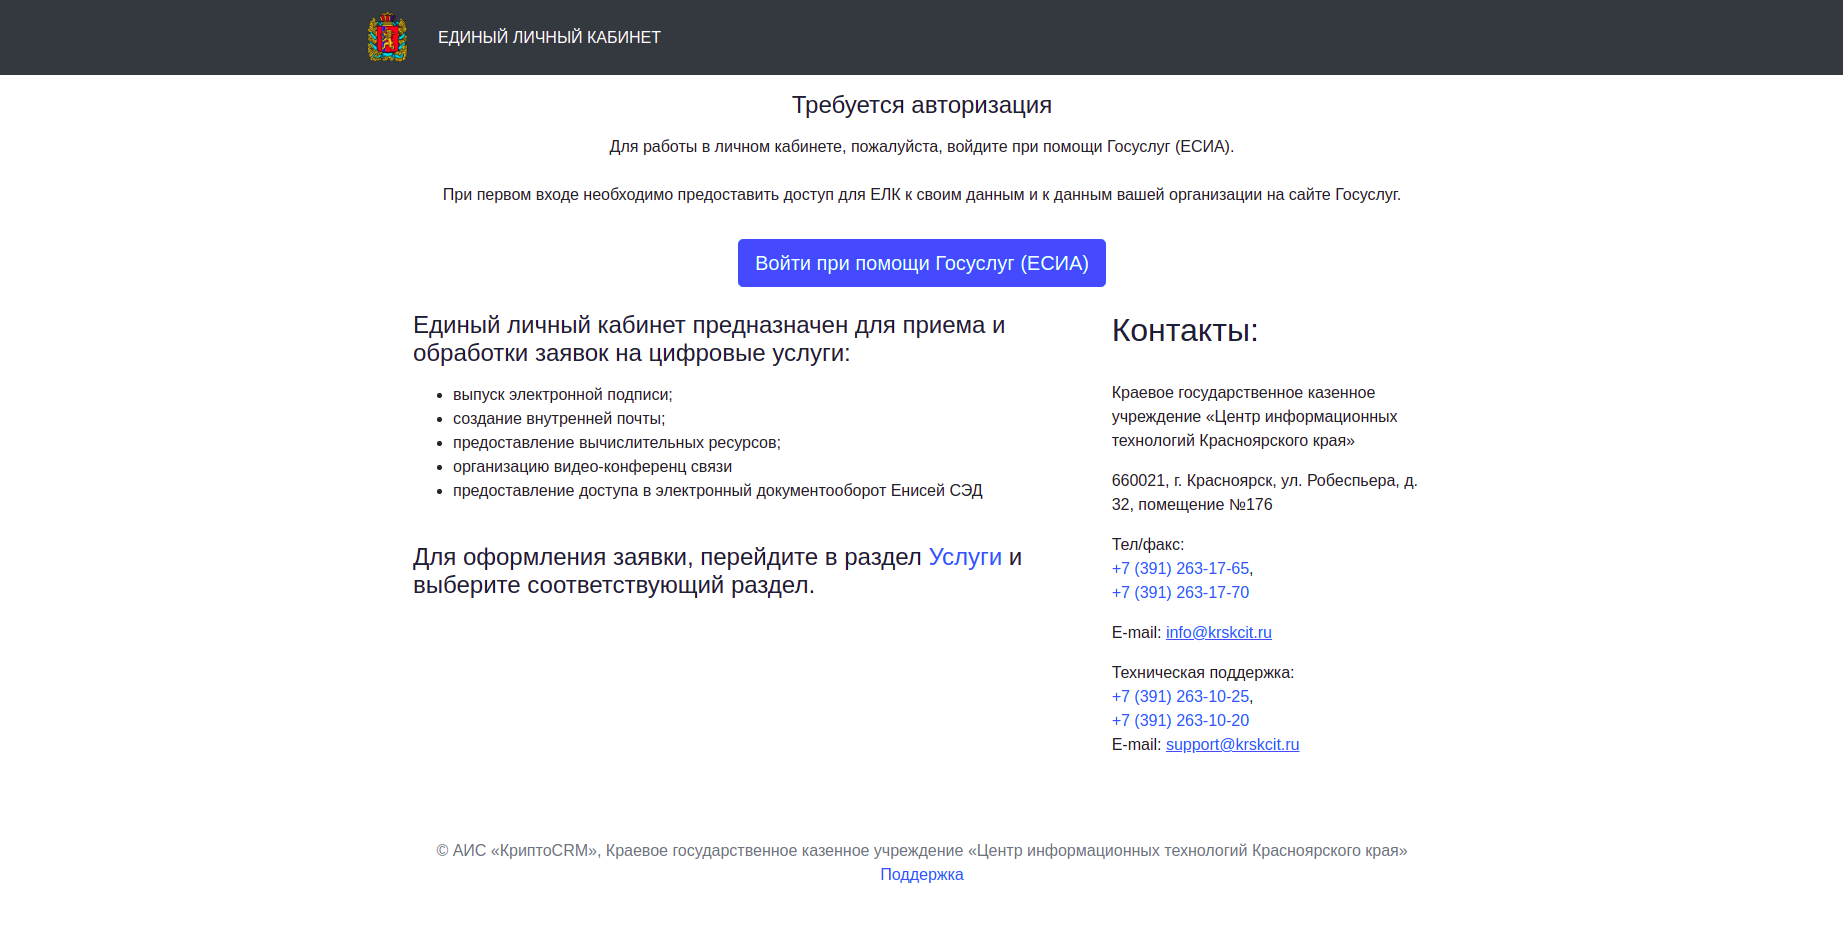 ЕДИНЫЙ ЛИЧНЫЙ КАБИНЕТ
Требуется авторизация
Для работы в личном кабинете, пожалуйста, войдите при помощи Госуслуг (ЕСИА).
При первом входе необходимо предоставить доступ для ЕЛК к своим данным и к данным вашей организации на сайте Госуслуг.
Войти при помощи Госуслуг (ЕСИА)
Единый личный кабинет предназначен для приема и
обработки заявок на цифровые услуги:
• выпуск электронной подписи;
• создание внутренней почты;
• предоставление вычислительных ресурсов;
• организацию видео-конференц связи
• предоставление доступа в электронный документооборот Енисей СЭД
Для оформления заявки, перейдите в раздел Услуги и
выберите соответствующий раздел.
Контакты:
Краевое государственное казенное
учреждение «Центр информационных
технологий Красноярского края»
660021, г. Красноярск, ул. Робеспьера, д.
32, помещение №176
Тел/факс:
+7 (391) 263-17-65,
+7 (391) 263-17-70
E-mail: info@krskcit.ru
Техническая поддержка:
+7 (391) 263-10-25,
+7 (391) 263-10-20
E-mail: support@krskcit.ru
© АИС «КриптоCRM», Краевое государственное казенное учреждение «Центр информационных технологий Красноярского края»
Поддержка